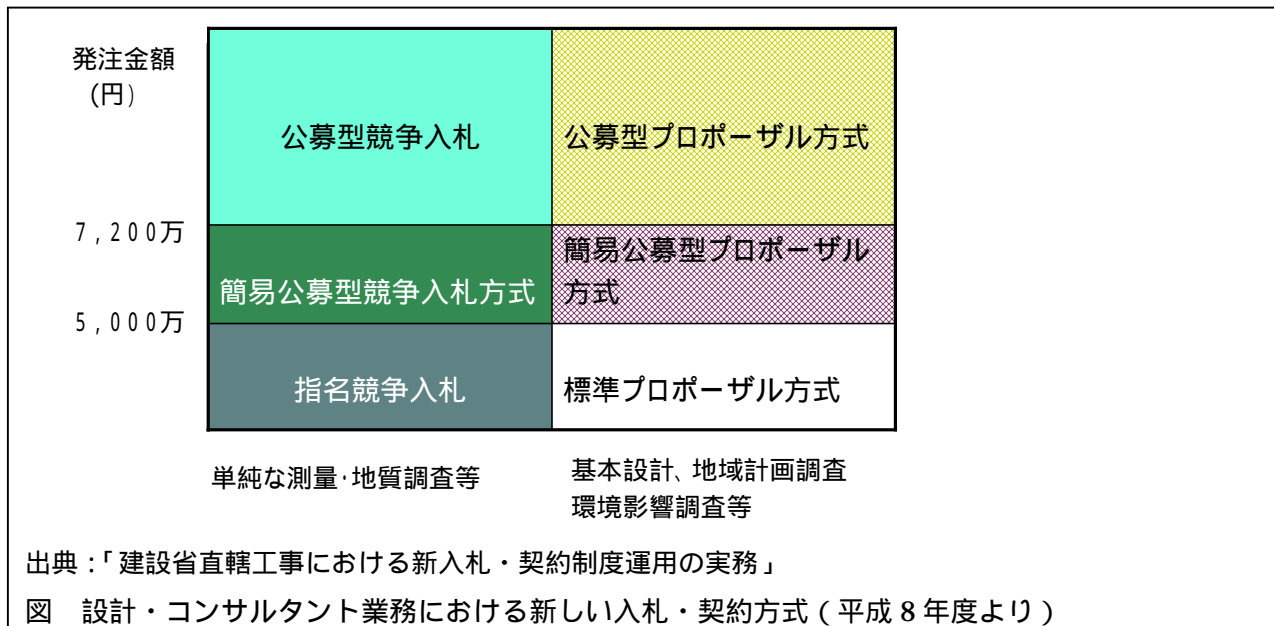 発注金額
(円)
公募型競争入札
公募型プロポーザル方式
7,200万
簡易公募型競争入札方式
簡易公募型プロポーザル
方式
5,000万
指名競争入札
標準プロポーザル方式
単純な測量･地質調査等
基本設計、地域計画調査
環境影響調査等
出典：「建設省直轄工事における新入札・契約制度運用の実務」
図　設計・コンサルタント業務における新しい入札・契約方式（平成８年度より）